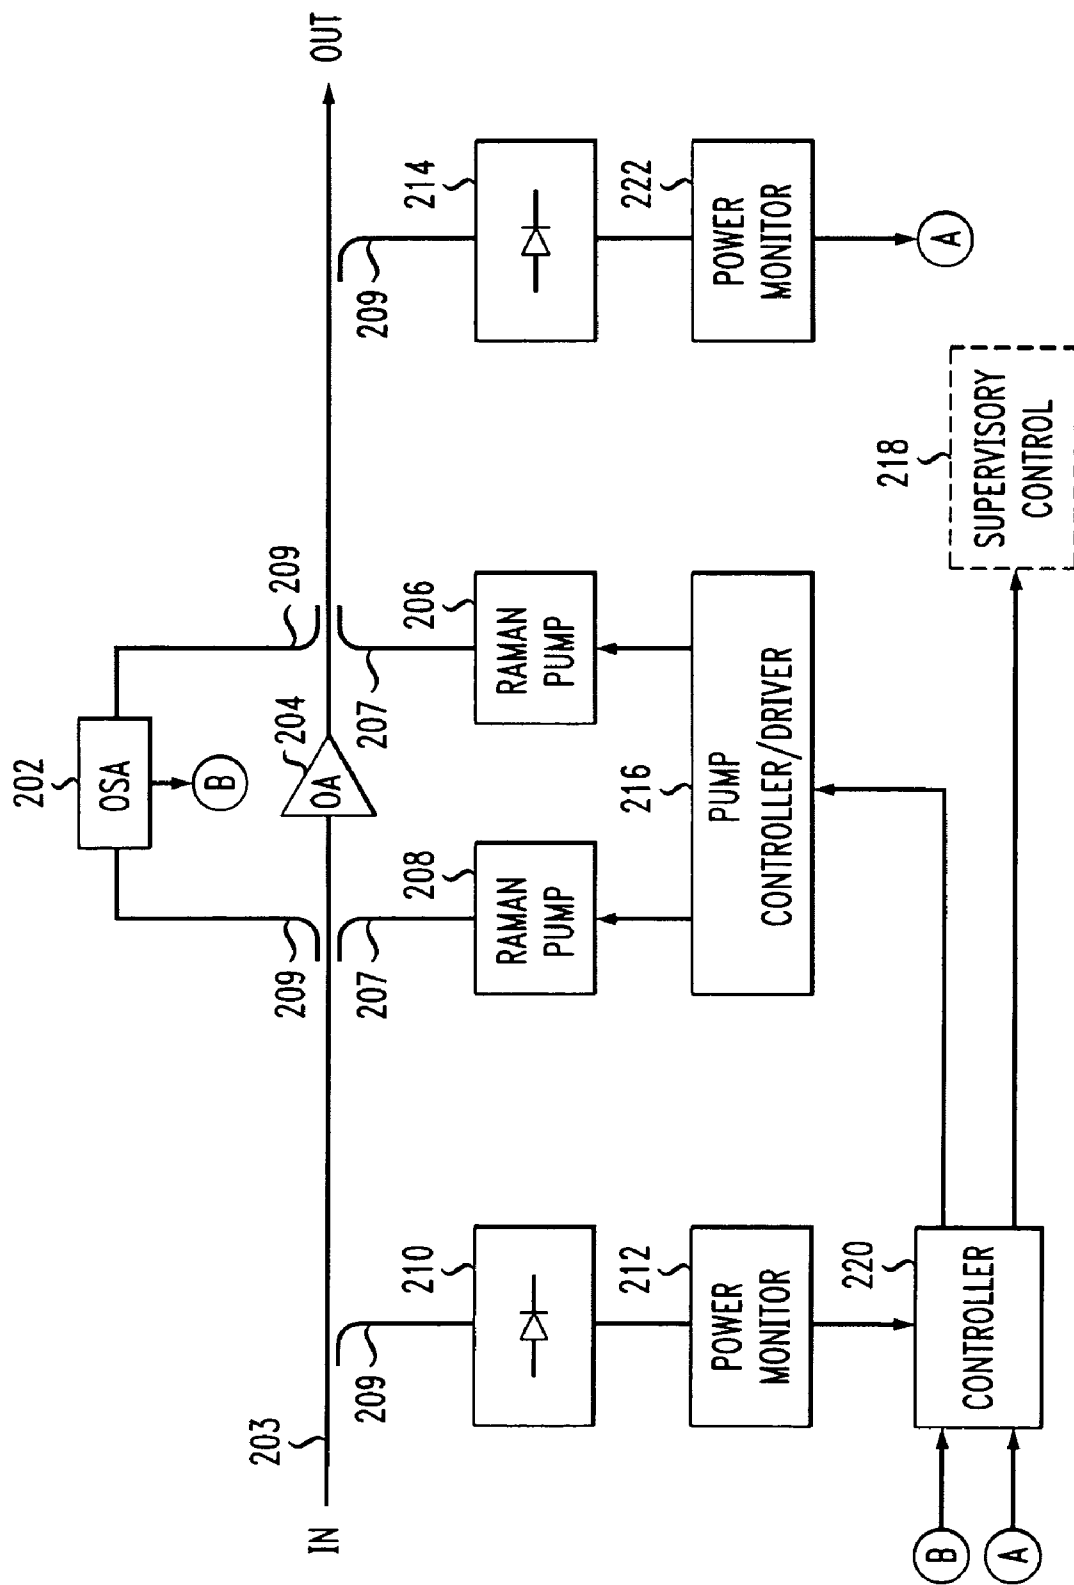 202
OSA
B
209
209
IN
203
204
OA
OUT
209
207
207
209
210
208
RAMAN
PUMP
206
RAMAN
PUMP
214
212
POWER
MONITOR
216
PUMP
CONTROLLER/DRIVER
222
POWER
MONITOR
A
B
A
220
CONTROLLER
218
SUPERVISORY
CONTROL